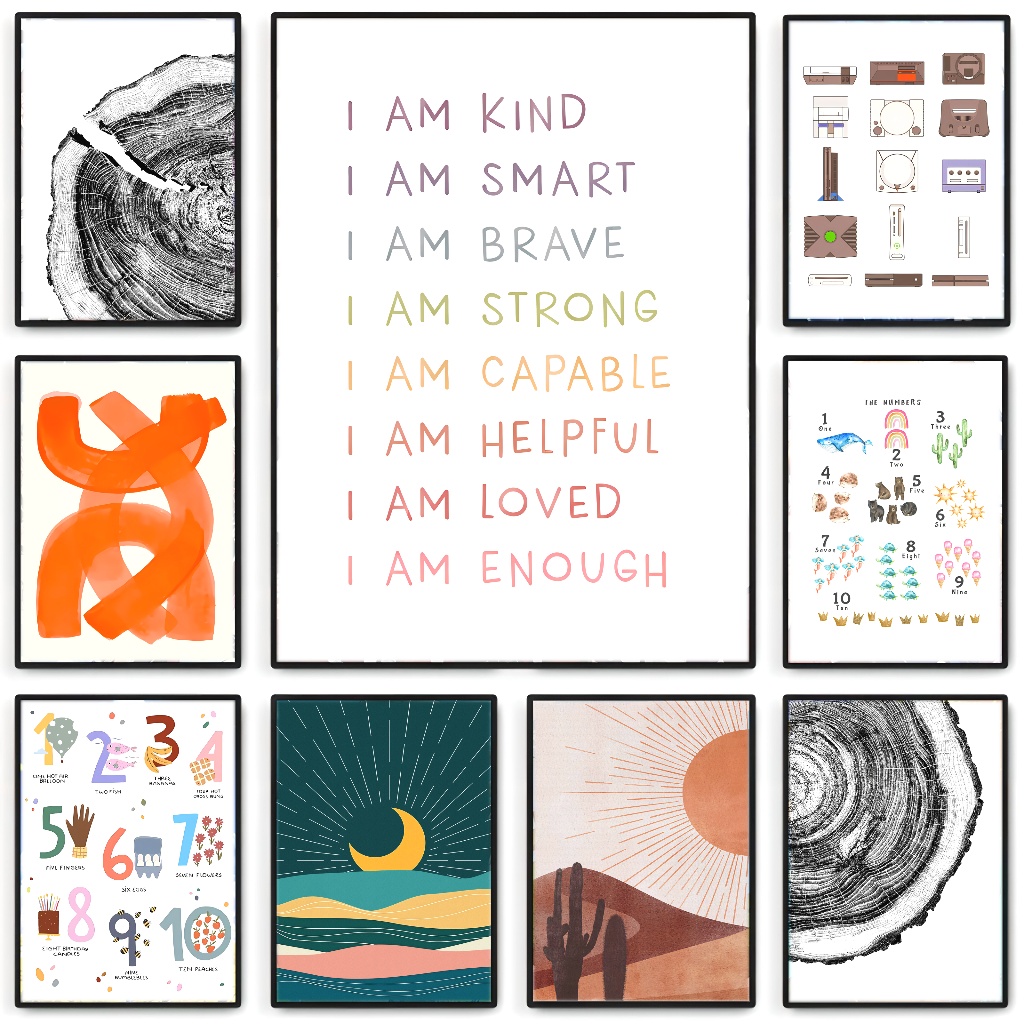 I AM KIND
I AM SMART
I AM BRAVE
I AM STRONG
I AM CAPABLE
I AM HELPFUL
I AM LOVED
I AM ENOUGH
THE NUMBERS
1
One
2
Two
3
Three
4
Four
5
Five
6
Six
7
Seven
8
Eight
9
Nine
10
Ten
1
ONE HOT AIR
BALLOON
2
TWO FISH
3
THREE
BANANAS
4
FOUR HOT
CROSS BUNS
5
FIVE FINGERS
6
SIX EGGS
7
SEVEN FLOWERS
8
EIGHT BIRTHDAY
CANDLES
9
NINE
BUMBLEBEES
10
TEN PEACHES